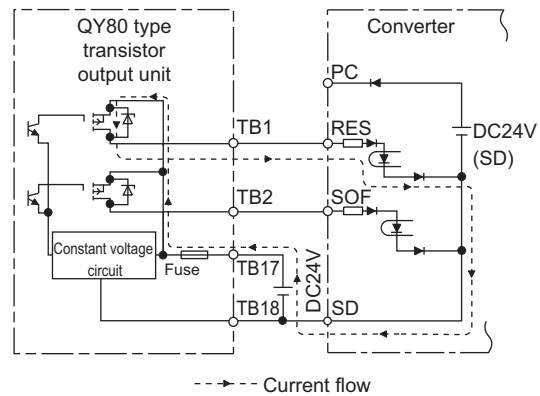 QY80 type
transistor
output unit
Converter
PC
DC24V
(SD)
TB1
RES
TB2
SOF
Constant voltage
circuit
Fuse
TB17
DC24V
TB18
SD
Current flow